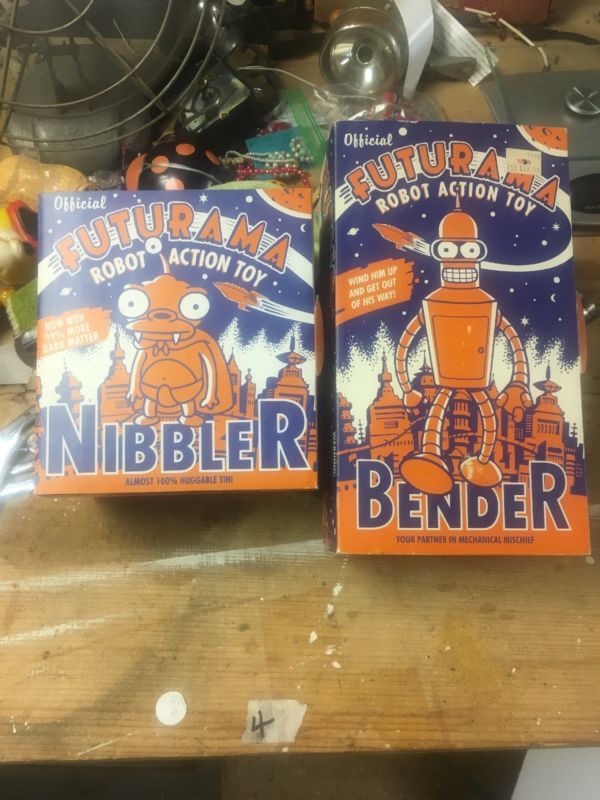 Official
FUTURAMA
ROBOT ACTION TOY
NOW WITH
MORE
DARK MATTER
NIBBLER
ALMOST 100% HUGGABLE TIN!
Official
FUTURAMA
ROBOT ACTION TOY
WIND HIM UP
AND GET OUT
OF HIS WAY!
BENDER
YOUR PARTNER IN MECHANICAL MISCHIEF
4